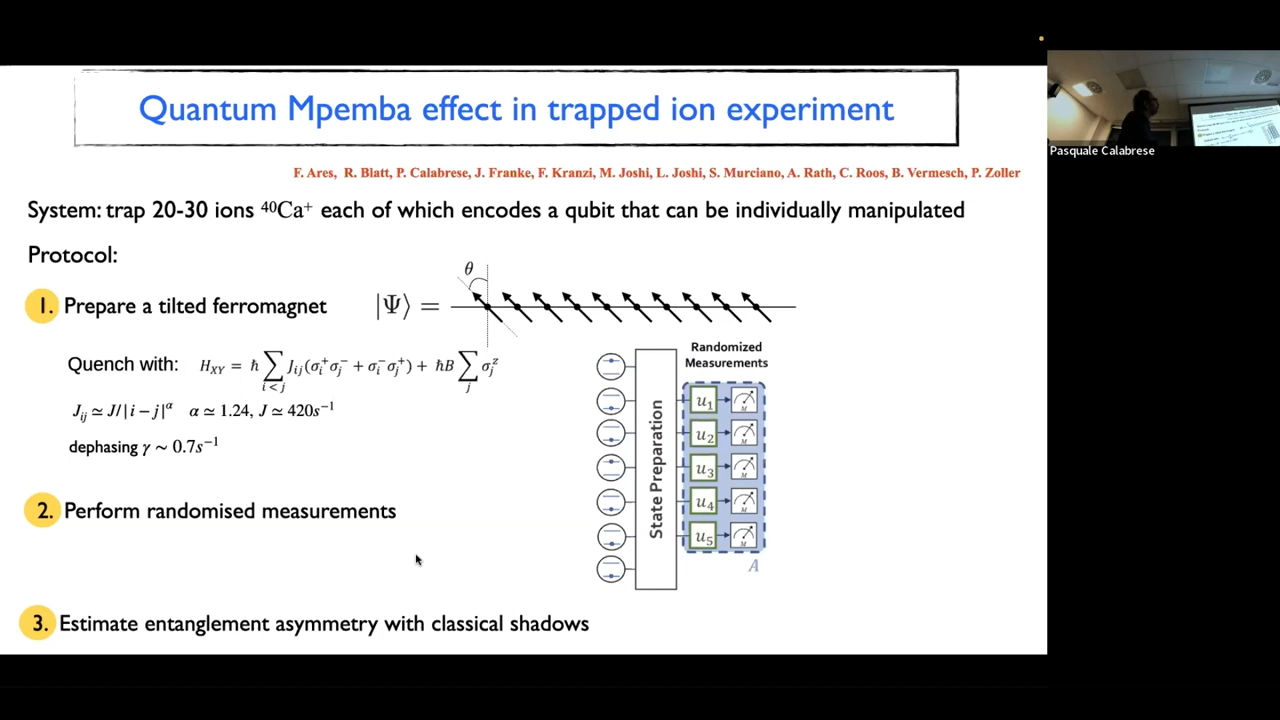 Quantum Mpemba effect in trapped ion experiment
F. Ares, R. Blatt, P. Calabrese, J. Franke, F. Kranzi, M. Joshi, L. Joshi, S. Murciano, A. Rath, C. Roos, B. Vermesch, P. Zoller
System: trap 20-30 ions ⁴⁰Ca⁺ each of which encodes a qubit that can be individually manipulated
Protocol:
θ
1. Prepare a tilted ferromagnet |Ψ⟩ =
Quench with: H_XY = ħ ∑_{i<j} J_ij(σ_i^+ σ_j^- + σ_i^- σ_j^+) + ħB ∑_j σ_j^z
J_ij ≃ J/|i − j|^α α ≃ 1.24, J ≃ 420s⁻¹
dephasing γ ∼ 0.7s⁻¹
2. Perform randomised measurements
3. Estimate entanglement asymmetry with classical shadows
Randomized
Measurements
State Preparation
u₁ M
u₂ M
u₃ M
u₄ M
u₅ M
A
Pasquale Calabrese